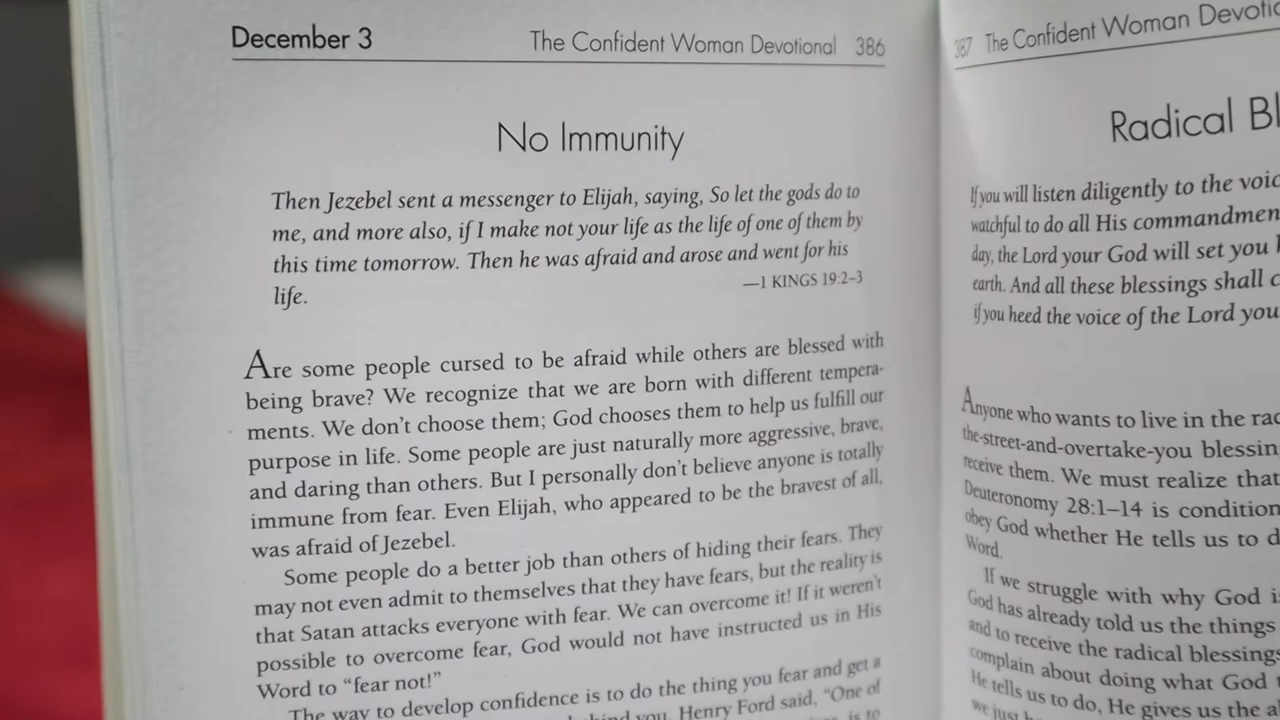 December 3
The Confident Woman Devotional 386
No Immunity
Then Jezebel sent a messenger to Elijah, saying, So let the gods do to
me, and more also, if I make not your life as the life of one of them by
this time tomorrow. Then he was afraid and arose and went for his
life.
—1 KINGS 19:2–3
Are some people cursed to be afraid while others are blessed with
being brave? We recognize that we are born with different tempera-
ments. We don't choose them; God chooses them to help us fulfill our
purpose in life. Some people are just naturally more aggressive, brave,
and daring than others. But I personally don't believe anyone is totally
immune from fear. Even Elijah, who appeared to be the bravest of all,
was afraid of Jezebel.
Some people do a better job than others of hiding their fears. They
may not even admit to themselves that they have fears, but the reality is
that Satan attacks everyone with fear. We can overcome it! If it weren't
possible to overcome fear, God would not have instructed us in His
Word to “fear not!”
The way to develop confidence is to do the thing you fear and get a
you. Henry Ford said, “One of
is to
387 The Confident Woman
Radical
If you will listen diligently to the
watchful to do all His
day, the Lord your God will set you
earth. And all these blessings shall
if you heed the voice of the Lord you
Anyone who wants to live in the
the-street-and-overtake-you
receive them. We must realize that
Deuteronomy 28:1–14 is
obey God whether He tells us to
Word.
If we struggle with why God
God has already told us the things
and to receive the radical blessings
complain about doing what God
He tells us to do, He gives us the
we